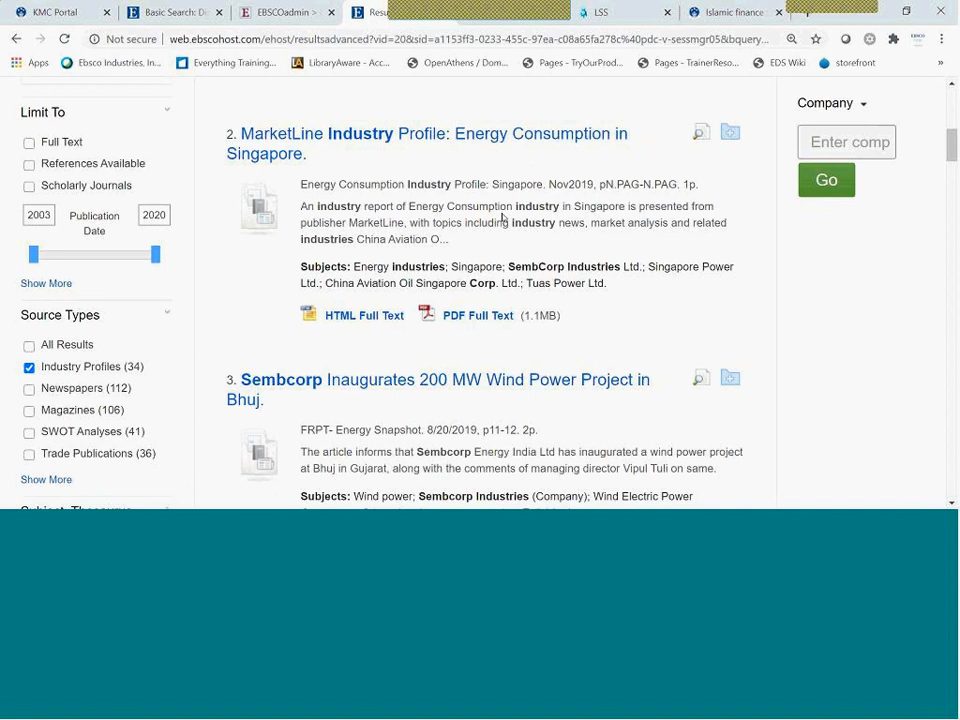 KMC Portal
Basic Search: Di
EBSCOadmin >
Resu
LSS
Islamic finance
Not secure
web.ebscohost.com/ehost/resultsadvanced?vid=20&sid=a1153ff3-0233-455c-97ea-c08a65fa278c%40pdc-v-sessmgr05&bquery...
Apps
Ebsco Industries, In...
Everything Training...
LibraryAware - Acc...
OpenAthens / Dom...
Pages - TryOurProd...
Pages - TrainerReso...
EDS Wiki
storefront
»
Limit To
Full Text
References Available
Scholarly Journals
2003
Publication
Date
2020
Show More
Source Types
All Results
Industry Profiles (34)
Newspapers (112)
Magazines (106)
SWOT Analyses (41)
Trade Publications (36)
Show More
2. MarketLine Industry Profile: Energy Consumption in
Singapore.
Energy Consumption Industry Profile: Singapore. Nov2019, pN.PAG-N.PAG. 1p.
An industry report of Energy Consumption industry in Singapore is presented from
publisher MarketLine, with topics including industry news, market analysis and related
industries China Aviation O...
Subjects: Energy industries; Singapore; SembCorp Industries Ltd.; Singapore Power
Ltd.; China Aviation Oil Singapore Corp. Ltd.; Tuas Power Ltd.
HTML Full Text
PDF Full Text (1.1MB)
3. Sembcorp Inaugurates 200 MW Wind Power Project in
Bhuj.
FRPT- Energy Snapshot. 8/20/2019, p11-12. 2p.
The article informs that Sembcorp Energy India Ltd has inaugurated a wind power project
at Bhuj in Gujarat, along with the comments of managing director Vipul Tuli on same.
Subjects: Wind power; Sembcorp Industries (Company); Wind Electric Power
Company
Enter comp
Go